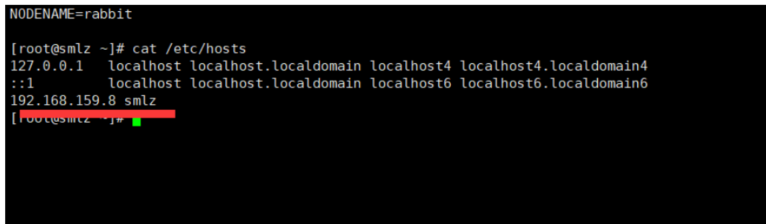 NODENAME=rabbit
[root@smlz ~]# cat /etc/hosts
127.0.0.1   localhost localhost.localdomain localhost4 localhost4.localdomain4
::1         localhost localhost.localdomain localhost6 localhost6.localdomain6
192.168.159.8 smlz
[root@smlz ~]#